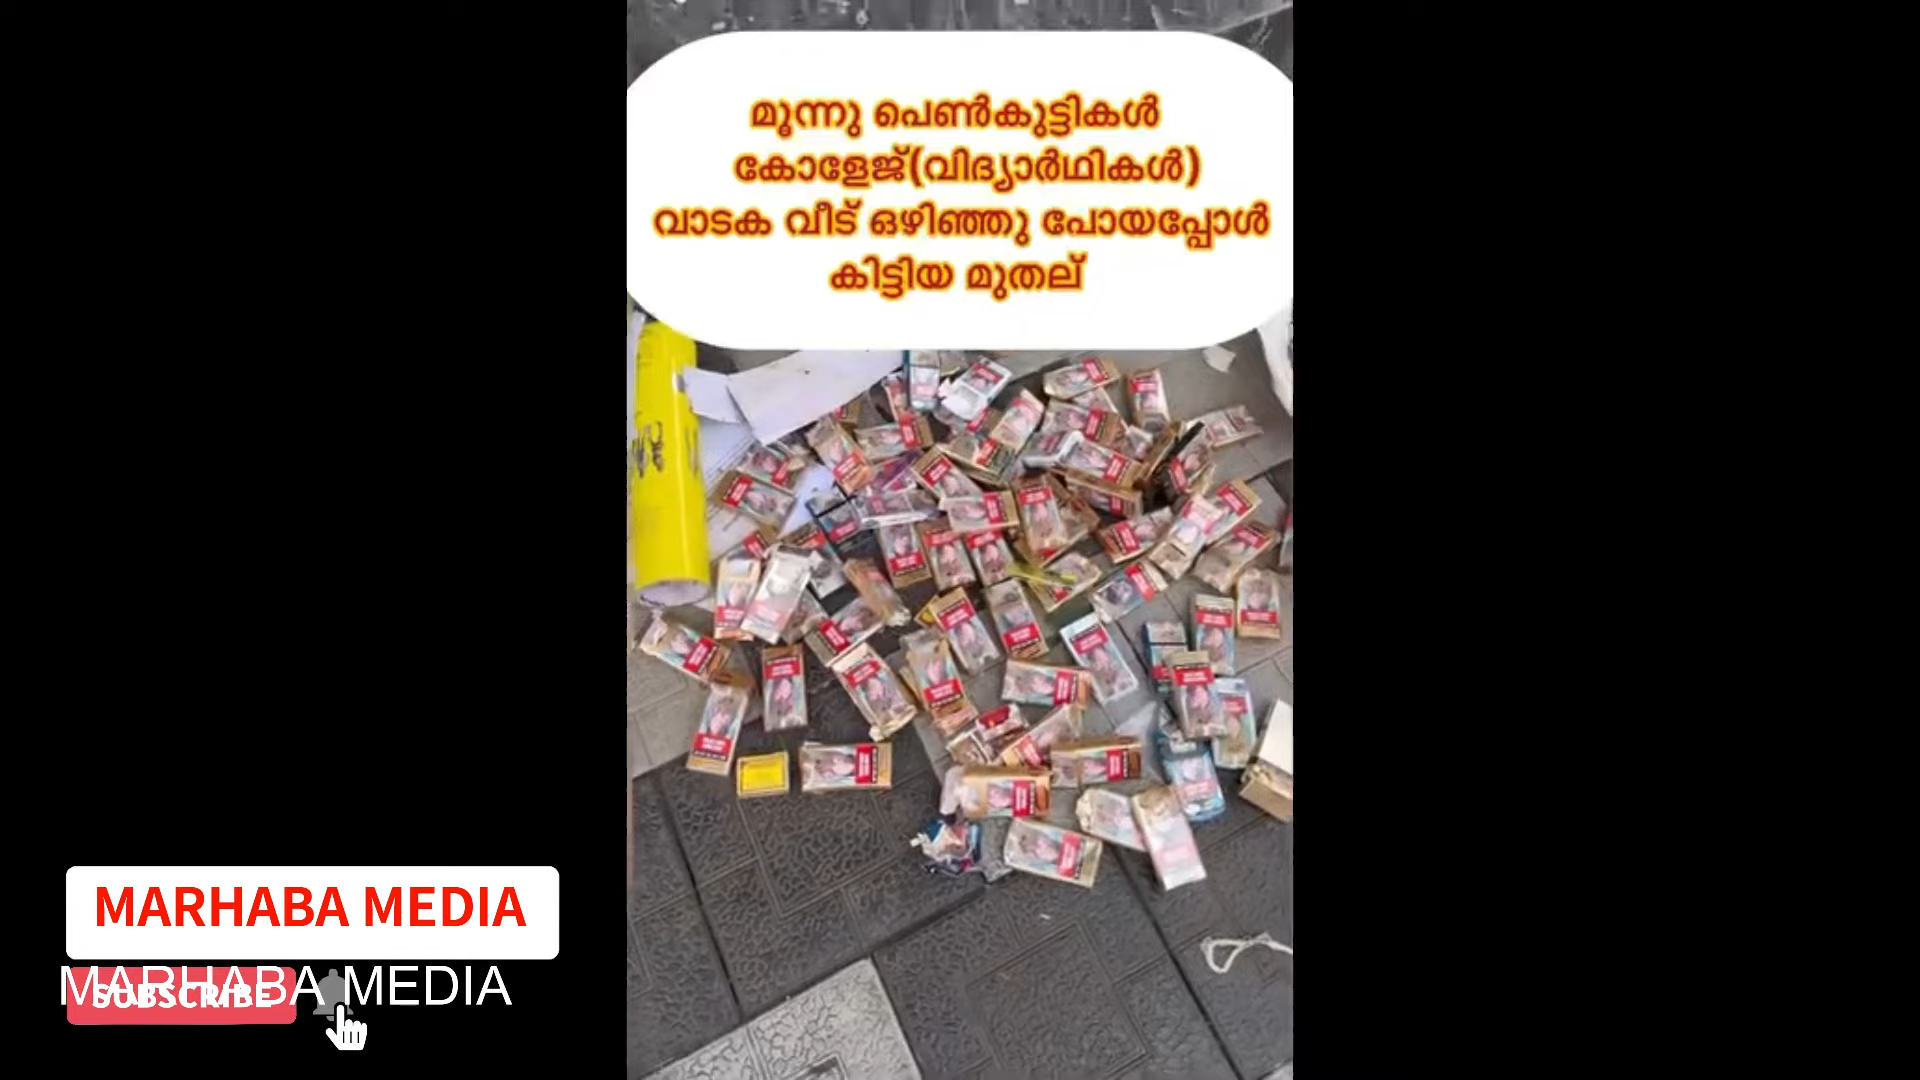 മൂന്നു പെൺകുട്ടികൾ
കോളേജ്(വിദ്യാർഥികൾ)
വാടക വീട് ഒഴിഞ്ഞു പോയപ്പോൾ
കിട്ടിയ മുതല്
MARHABA MEDIA
MARHABA MEDIA
SUBSCRIBE